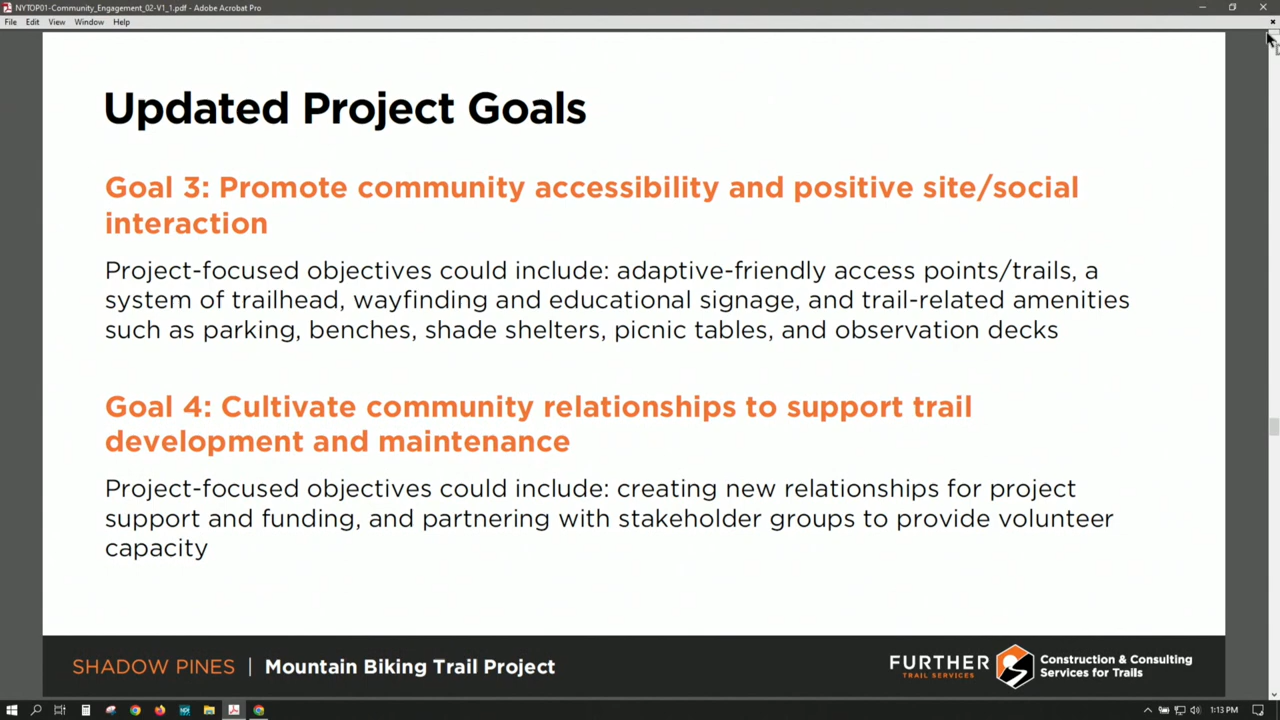 NYTOP01-Community_Engagement_02-V1_1.pdf - Adobe Acrobat Pro
File Edit View Window Help
Updated Project Goals
Goal 3: Promote community accessibility and positive site/social
interaction
Project-focused objectives could include: adaptive-friendly access points/trails, a
system of trailhead, wayfinding and educational signage, and trail-related amenities
such as parking, benches, shade shelters, picnic tables, and observation decks
Goal 4: Cultivate community relationships to support trail
development and maintenance
Project-focused objectives could include: creating new relationships for project
support and funding, and partnering with stakeholder groups to provide volunteer
capacity
SHADOW PINES | Mountain Biking Trail Project
FURTHER
TRAIL SERVICES
Construction & Consulting
Services for Trails
1:13 PM